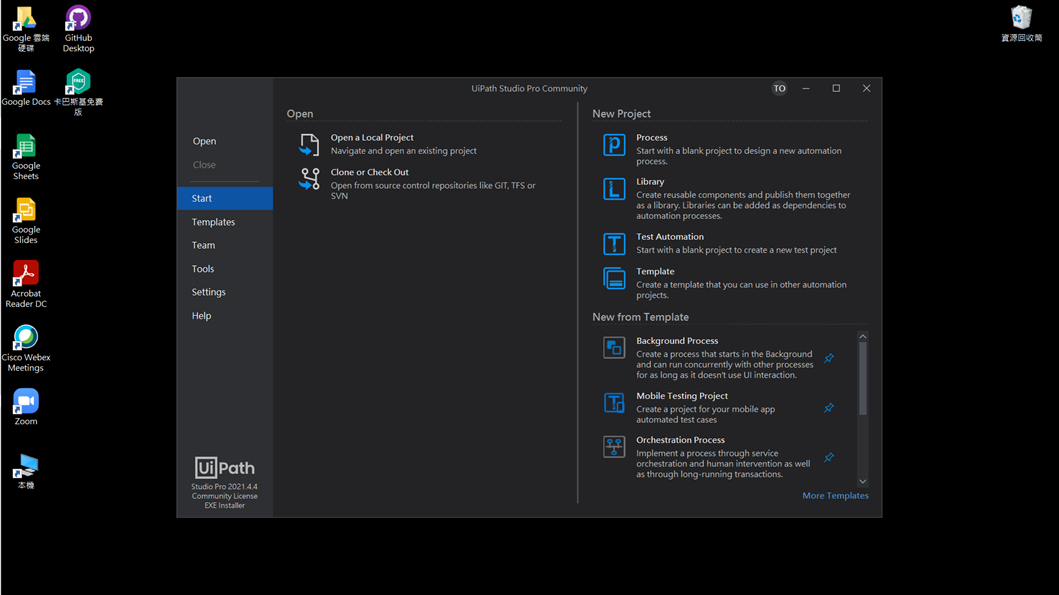 Google 雲端
硬碟
GitHub
Desktop
資源回收筒
Google Docs
卡巴斯基免費
版
FREE
Google
Sheets
Google
Slides
Acrobat
Reader DC
Cisco Webex
Meetings
Zoom
本機
UiPath Studio Pro Community
TO
Open
Close
Start
Templates
Team
Tools
Settings
Help
UiPath
Studio Pro 2021.4.4
Community License
EXE Installer
Open
Open a Local Project
Navigate and open an existing project
Clone or Check Out
Open from source control repositories like GIT, TFS or
SVN
New Project
Process
Start with a blank project to design a new automation
process.
Library
Create reusable components and publish them together
as a library. Libraries can be added as dependencies to
automation processes.
Test Automation
Start with a blank project to create a new test project
Template
Create a template that you can use in other automation
projects.
New from Template
Background Process
Create a process that starts in the Background
and can run concurrently with other processes
for as long as it doesn't use UI interaction.
Mobile Testing Project
Create a project for your mobile app
automated test cases
Orchestration Process
Implement a process through service
orchestration and human intervention as well
as through long-running transactions.
More Templates